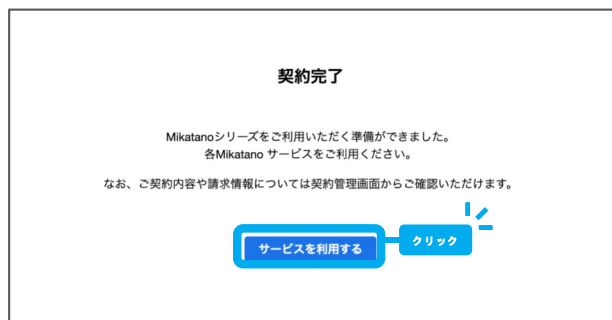 契約完了
Mikatanoシリーズをご利用いただく準備ができました。
各Mikatano サービスをご利用ください。
なお、ご契約内容や請求情報については契約管理画面からご確認いただけます。
サービスを利用する
クリック